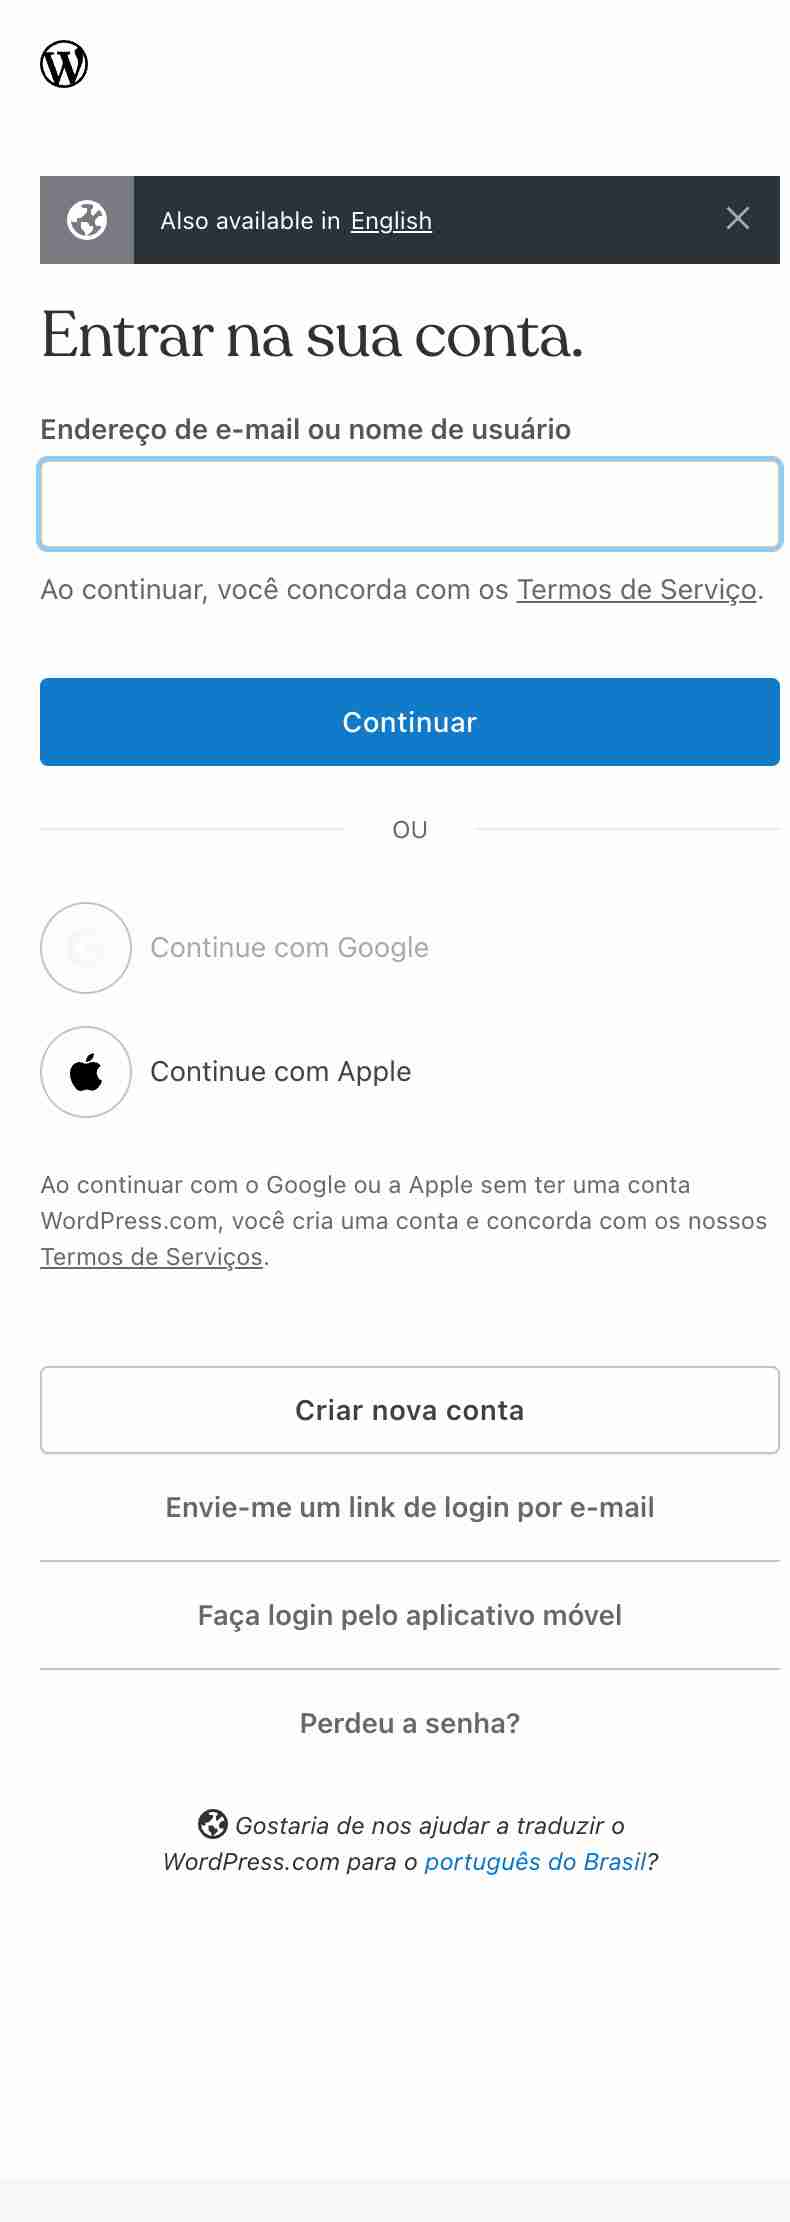 Also available in English
Entrar na sua conta.
Endereço de e-mail ou nome de usuário
Ao continuar, você concorda com os Termos de Serviço.
Continuar
OU
Continue com Google
Continue com Apple
Ao continuar com o Google ou a Apple sem ter uma conta
WordPress.com, você cria uma conta e concorda com os nossos
Termos de Serviços.
Criar nova conta
Envie-me um link de login por e-mail
Faça login pelo aplicativo móvel
Perdeu a senha?
Gostaria de nos ajudar a traduzir o
WordPress.com para o português do Brasil?